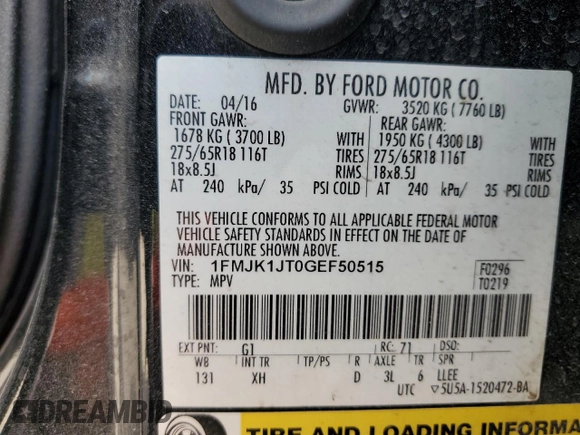 MFD. BY FORD MOTOR CO.
DATE: 04/16 GVWR: 3520 KG ( 7760 LB)
FRONT GAWR: REAR GAWR:
1678 KG ( 3700 LB) WITH 1950 KG ( 4300 LB) WITH
275/65R18 116T TIRES 275/65R18 116T TIRES
18x8.5J RIMS 18x8.5J RIMS
AT 240 kPa/ 35 PSI COLD AT 240 kPa/ 35 PSI COLD
THIS VEHICLE CONFORMS TO ALL APPLICABLE FEDERAL MOTOR
VEHICLE SAFETY STANDARDS IN EFFECT ON THE DATE OF
MANUFACTURE SHOWN ABOVE.
VIN: 1FMJK1JT0GEF50515 F0296
TYPE: MPV T0219
EXT PNT: G1 RC: 71 DSO:
WB INT TR TP/PS R AXLE TR SPR
131 XH D 3L 6 LLEE
UTC 5U5A-1520472-BA
DREAMBID
TIRE AND LOADING INFORMA